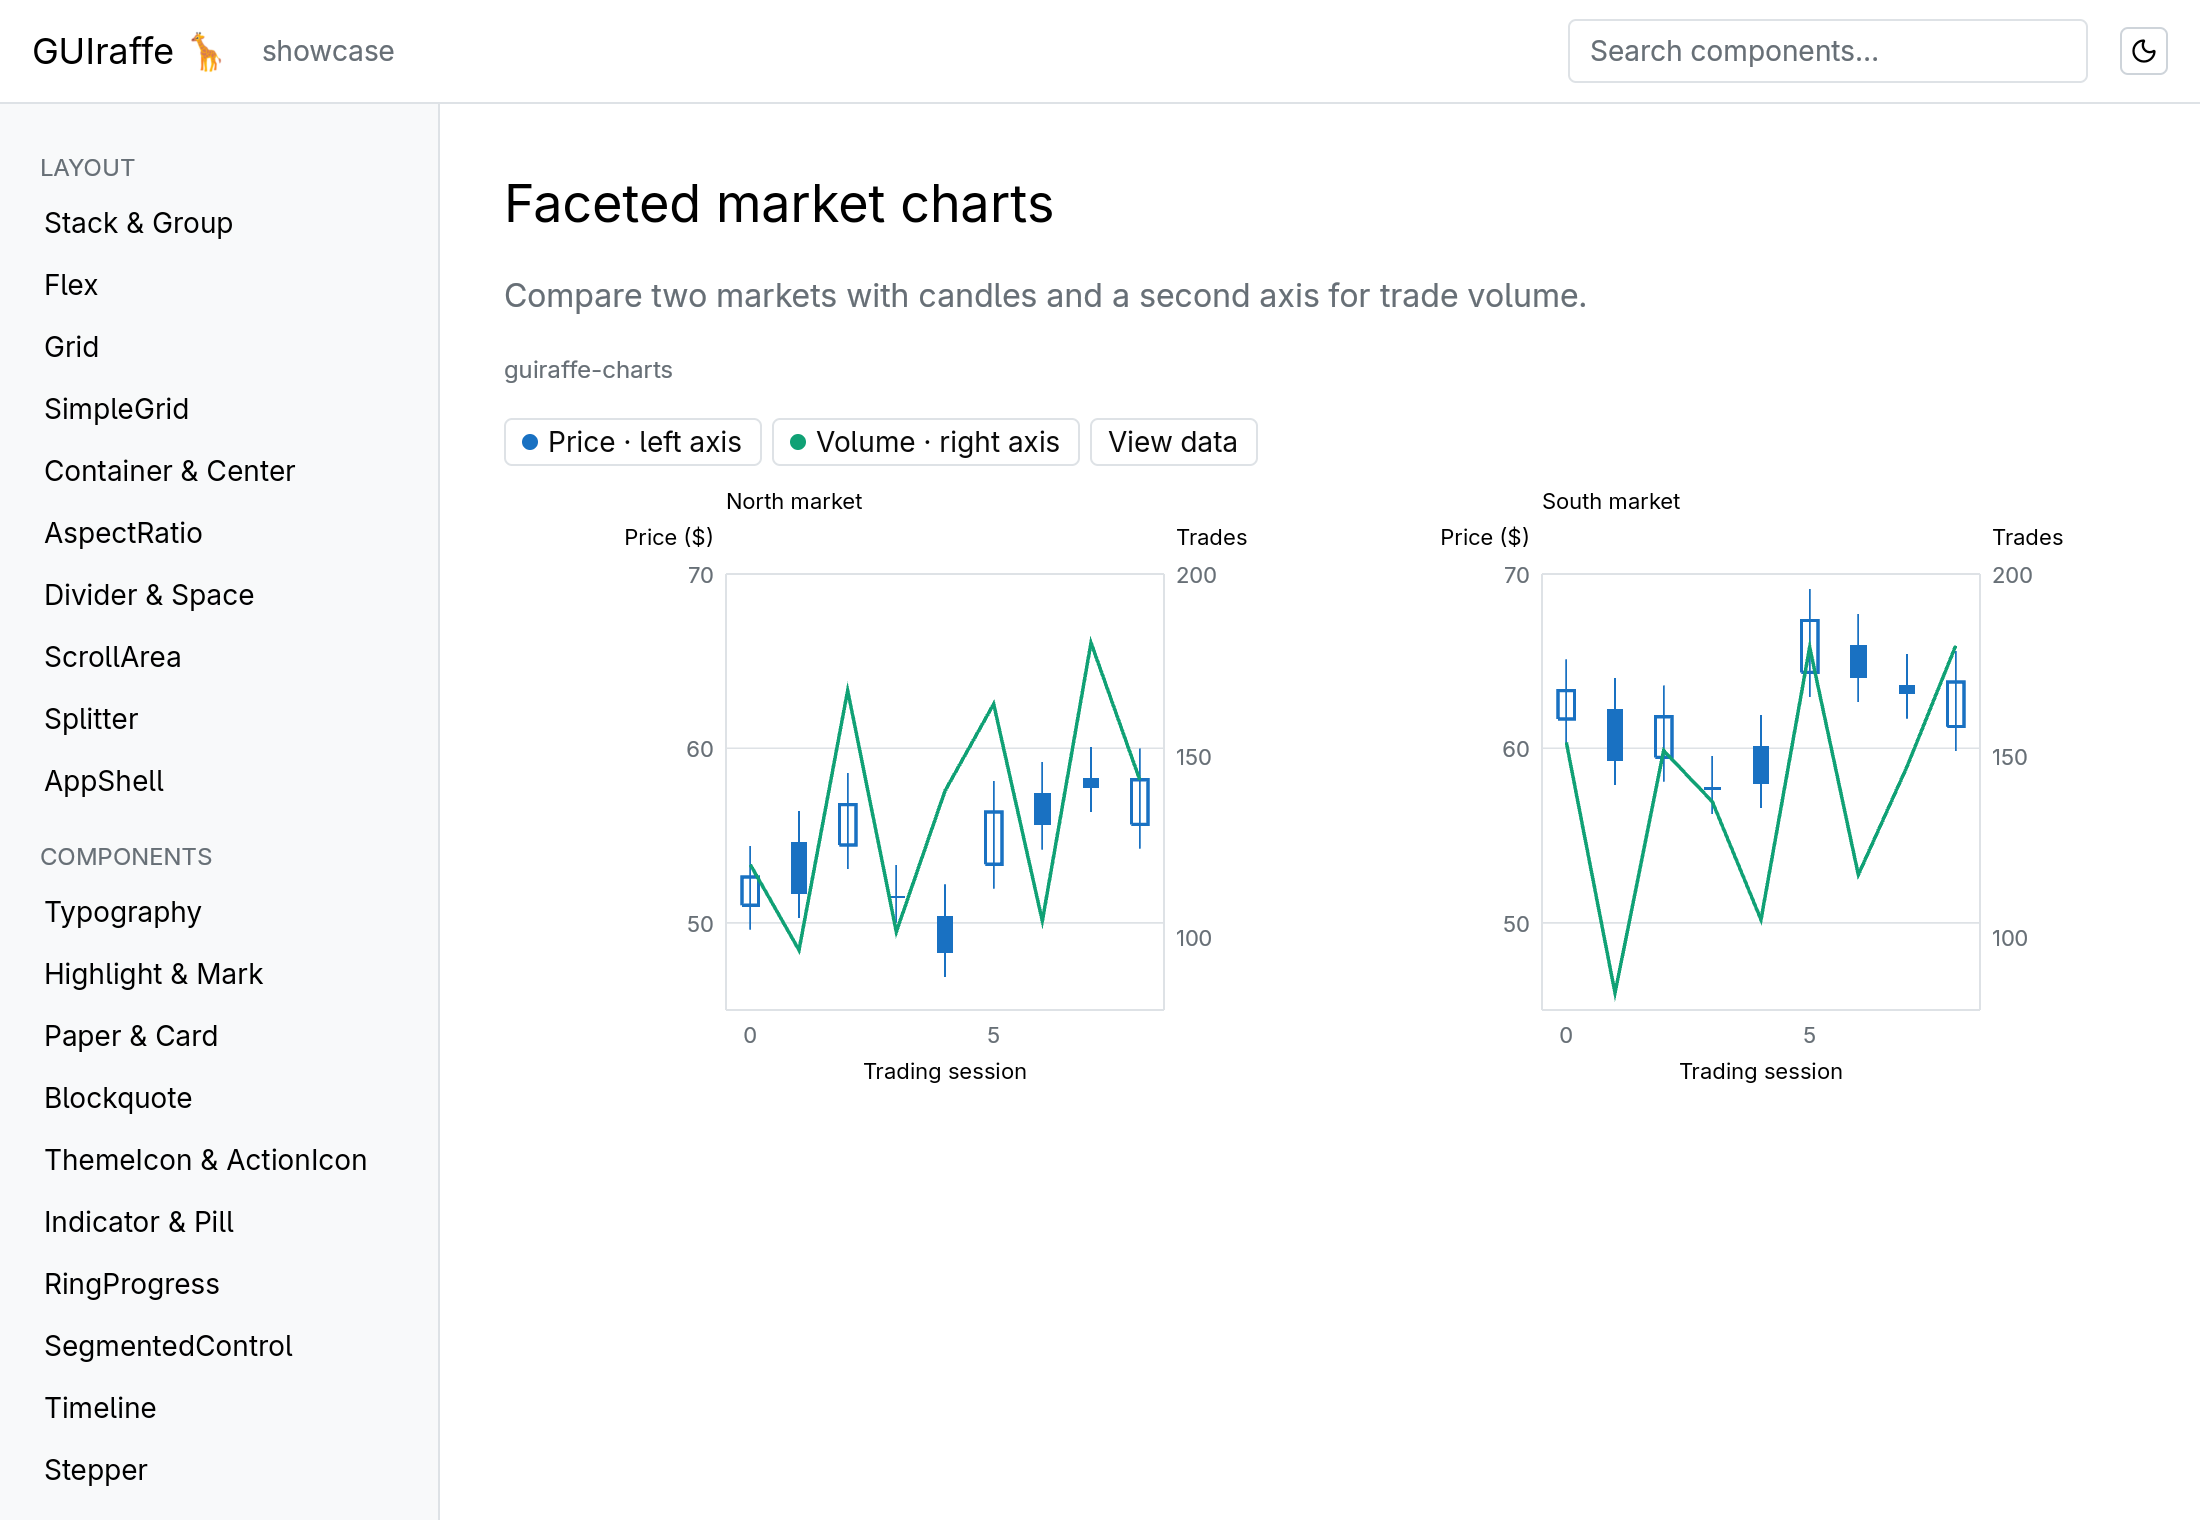 GUIraffe 🦒 showcase
Search components...
LAYOUT
Stack & Group
Flex
Grid
SimpleGrid
Container & Center
AspectRatio
Divider & Space
ScrollArea
Splitter
AppShell
COMPONENTS
Typography
Highlight & Mark
Paper & Card
Blockquote
ThemeIcon & ActionIcon
Indicator & Pill
RingProgress
SegmentedControl
Timeline
Stepper
Faceted market charts
Compare two markets with candles and a second axis for trade volume.
guiraffe-charts
Price · left axis
Volume · right axis
View data
North market
Price ($)
Trades
70
60
50
200
150
100
0
5
Trading session
South market
Price ($)
Trades
70
60
50
200
150
100
0
5
Trading session